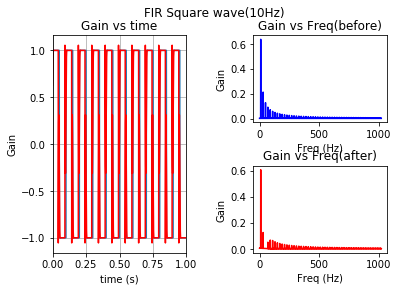 FIR Square wave(10Hz)
Gain vs time
Gain
1.0
0.5
0.0
−0.5
−1.0
0.00 0.25 0.50 0.75 1.00
time (s)
Gain vs Freq(before)
Gain
0.6
0.4
0.2
0.0
0 500 1000
Freq (Hz)
Gain vs Freq(after)
Gain
0.6
0.4
0.2
0.0
0 500 1000
Freq (Hz)